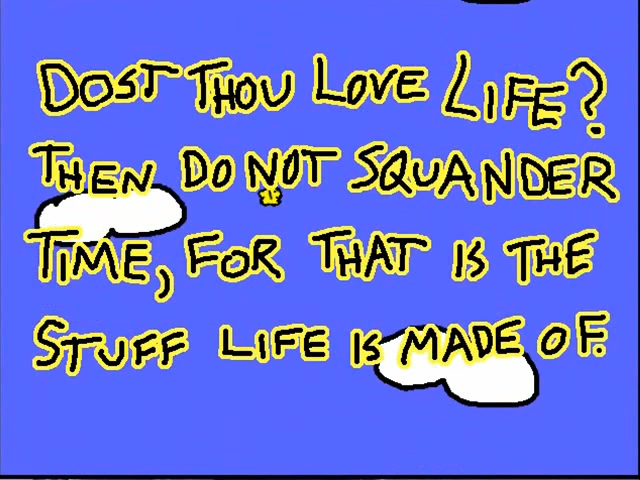 DOST THOU LOVE LIFE?
THEN DO NOT SQUANDER
TIME, FOR THAT IS THE
STUFF LIFE IS MADE OF.